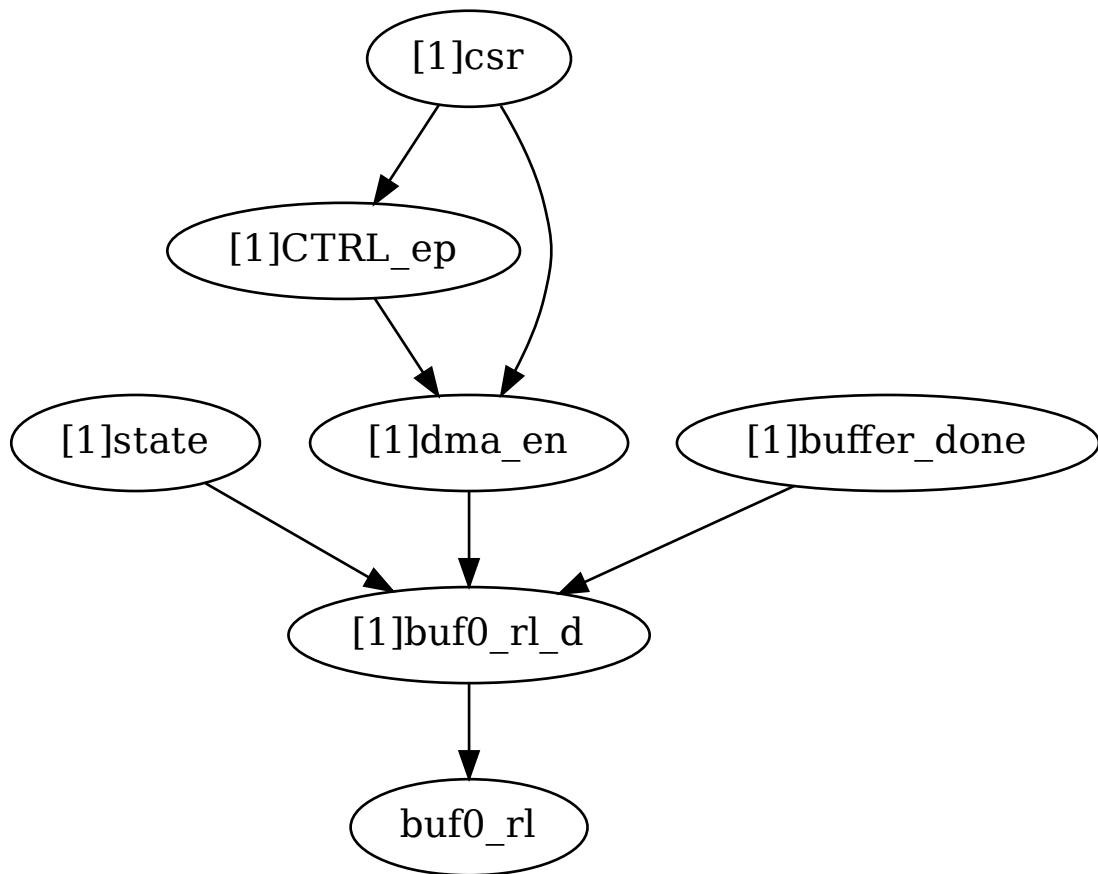 [1]csr
[1]CTRL_ep
[1]state
[1]dma_en
[1]buffer_done
[1]buf0_rl_d
buf0_rl